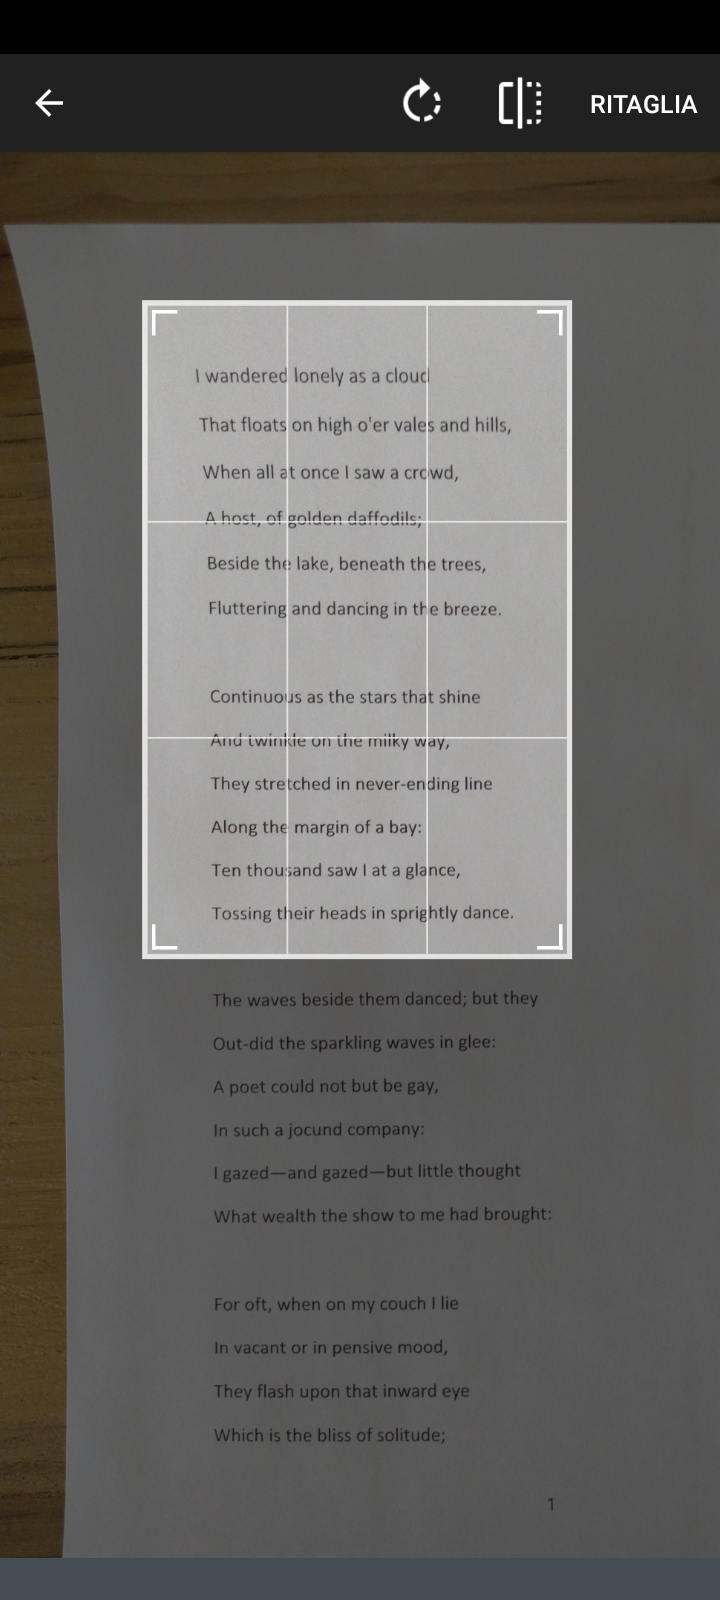 RITAGLIA
I wandered lonely as a cloud
That floats on high o'er vales and hills,
When all at once I saw a crowd,
A host, of golden daffodils;
Beside the lake, beneath the trees,
Fluttering and dancing in the breeze.
Continuous as the stars that shine
And twinkle on the milky way,
They stretched in never-ending line
Along the margin of a bay:
Ten thousand saw I at a glance,
Tossing their heads in sprightly dance.
The waves beside them danced; but they
Out-did the sparkling waves in glee:
A poet could not but be gay,
In such a jocund company:
I gazed—and gazed—but little thought
What wealth the show to me had brought:
For oft, when on my couch I lie
In vacant or in pensive mood,
They flash upon that inward eye
Which is the bliss of solitude;
1